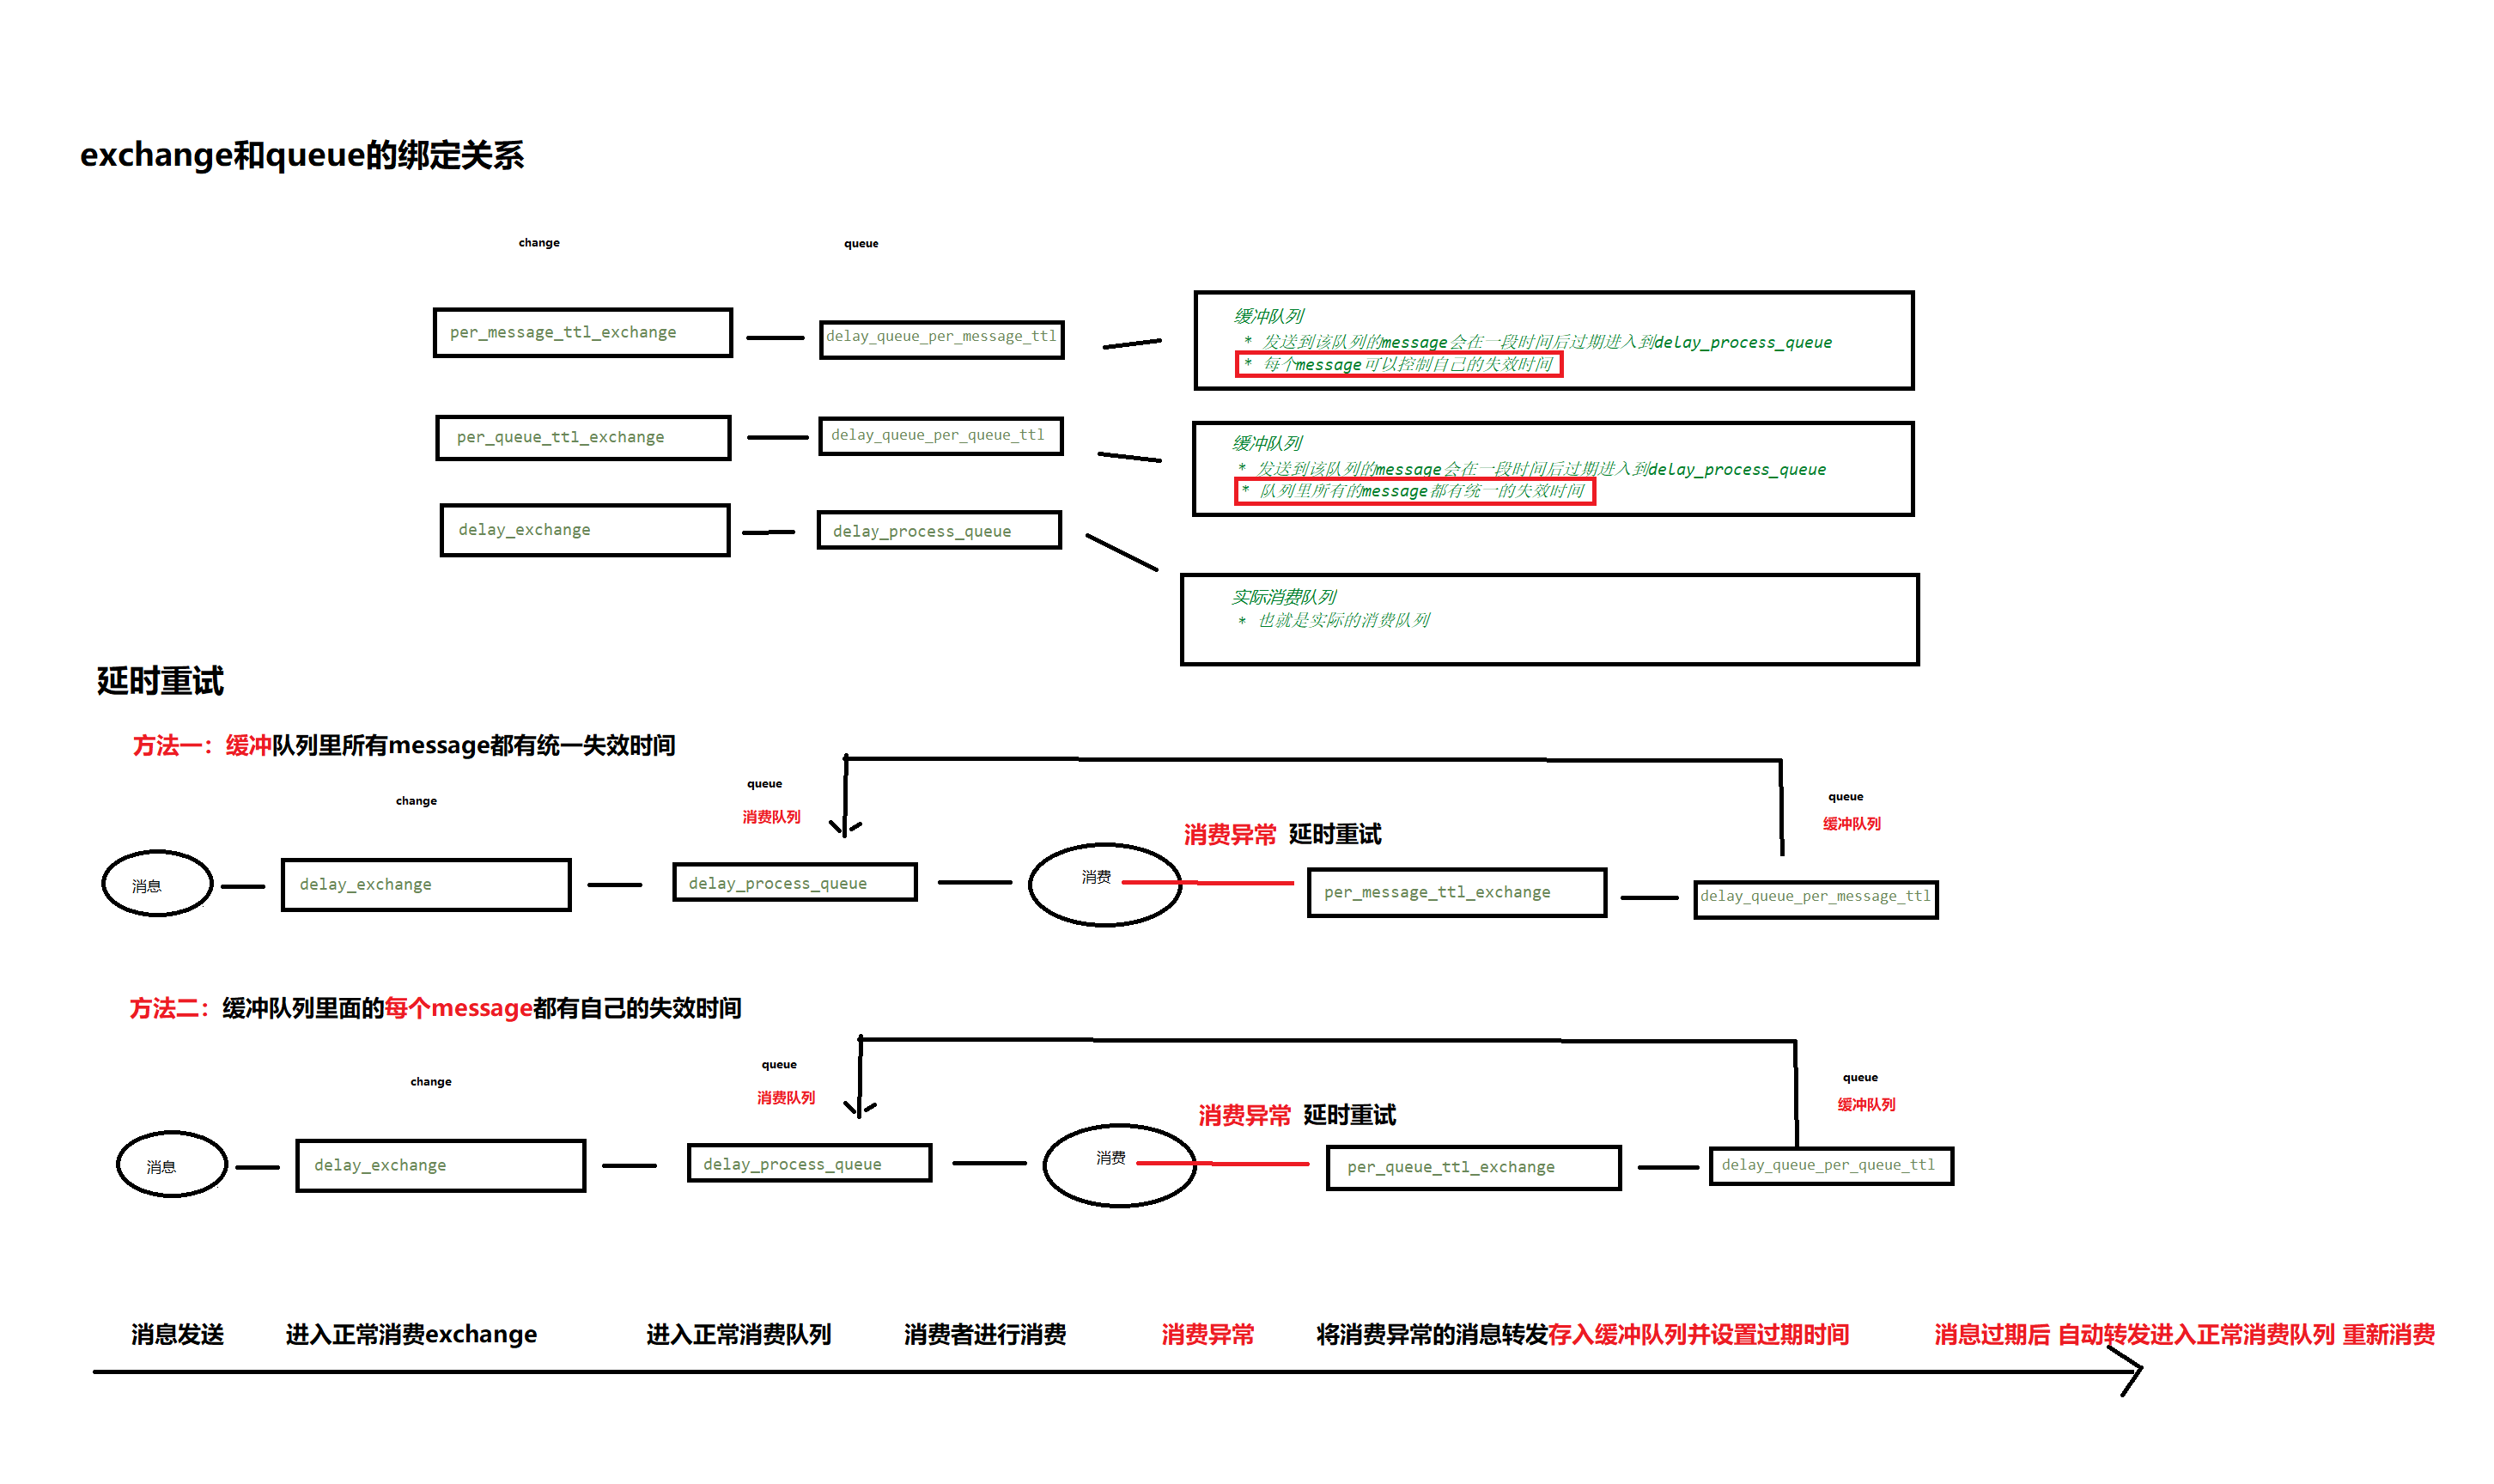 exchange和queue的绑定关系
change
queue
per_message_ttl_exchange
delay_queue_per_message_ttl
缓冲队列
* 发送到该队列的message会在一段时间后过期进入到delay_process_queue
* 每个message可以控制自己的失效时间
per_queue_ttl_exchange
delay_queue_per_queue_ttl
缓冲队列
* 发送到该队列的message会在一段时间后过期进入到delay_process_queue
* 队列里所有的message都有统一的失效时间
delay_exchange
delay_process_queue
实际消费队列
* 也就是实际的消费队列
延时重试
方法一：缓冲队列里所有message都有统一失效时间
change
queue
消费队列
queue
缓冲队列
消费异常 延时重试
消息
delay_exchange
delay_process_queue
消费
per_message_ttl_exchange
delay_queue_per_message_ttl
方法二：缓冲队列里面的每个message都有自己的失效时间
change
queue
消费队列
queue
缓冲队列
消费异常 延时重试
消息
delay_exchange
delay_process_queue
消费
per_queue_ttl_exchange
delay_queue_per_queue_ttl
消息发送
进入正常消费exchange
进入正常消费队列
消费者进行消费
消费异常
将消费异常的消息转发存入缓冲队列并设置过期时间
消息过期后 自动转发进入正常消费队列 重新消费